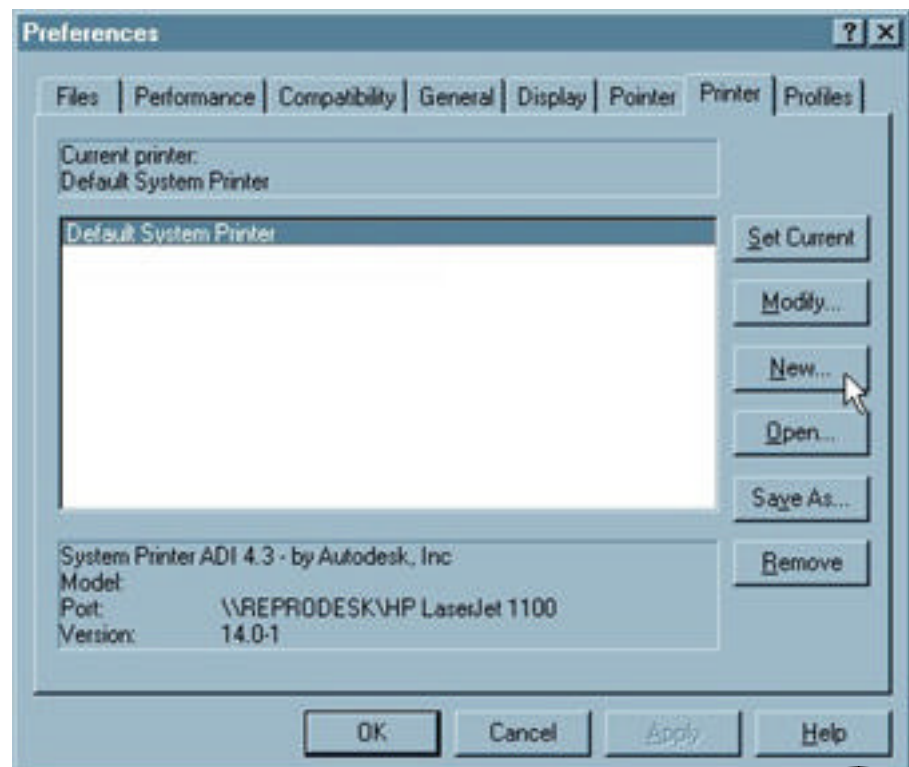 Preferences
? ×
Files Performance Compatibility General Display Pointer Printer Profiles
Current printer:
Default System Printer
Default System Printer
Set Current
Modify...
New...
Open...
Save As...
Remove
System Printer ADI 4.3 - by Autodesk, Inc
Model:
Port: \\REPRODESK\HP LaserJet 1100
Version: 14.0-1
OK Cancel Apply Help